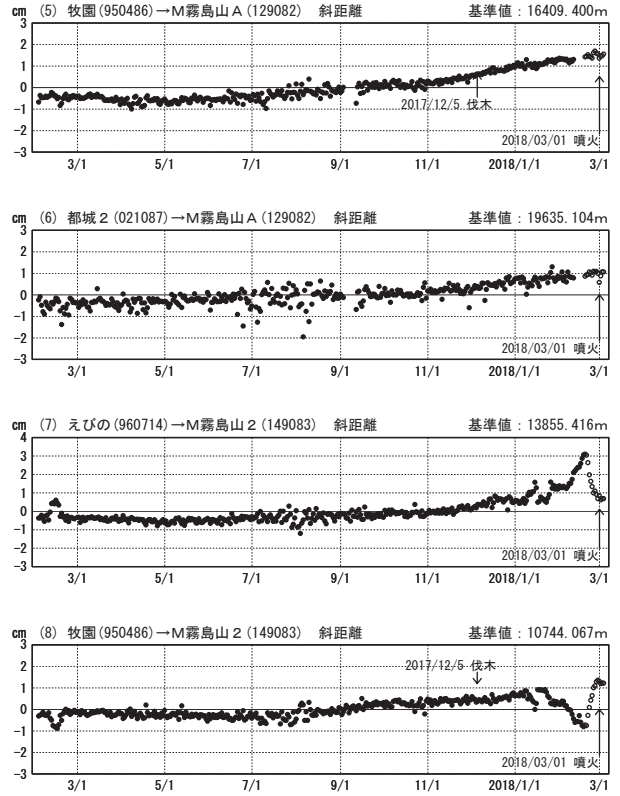 cm (5) 牧園(950486)→M霧島山A(129082) 斜距離 基準値：16409.400m
3
2
1
0
-1
-2
-3
2017/12/5 伐木
2018/03/01 噴火
3/1 5/1 7/1 9/1 11/1 2018/1/1 3/1
cm (6) 都城2(021087)→M霧島山A(129082) 斜距離 基準値：19635.104m
3
2
1
0
-1
-2
-3
2018/03/01 噴火
3/1 5/1 7/1 9/1 11/1 2018/1/1 3/1
cm (7) えびの(960714)→M霧島山2(149083) 斜距離 基準値：13855.416m
4
3
2
1
0
-1
-2
-3
2018/03/01 噴火
3/1 5/1 7/1 9/1 11/1 2018/1/1 3/1
cm (8) 牧園(950486)→M霧島山2(149083) 斜距離 基準値：10744.067m
3
2
1
0
-1
-2
-3
2017/12/5 伐木
2018/03/01 噴火
3/1 5/1 7/1 9/1 11/1 2018/1/1 3/1